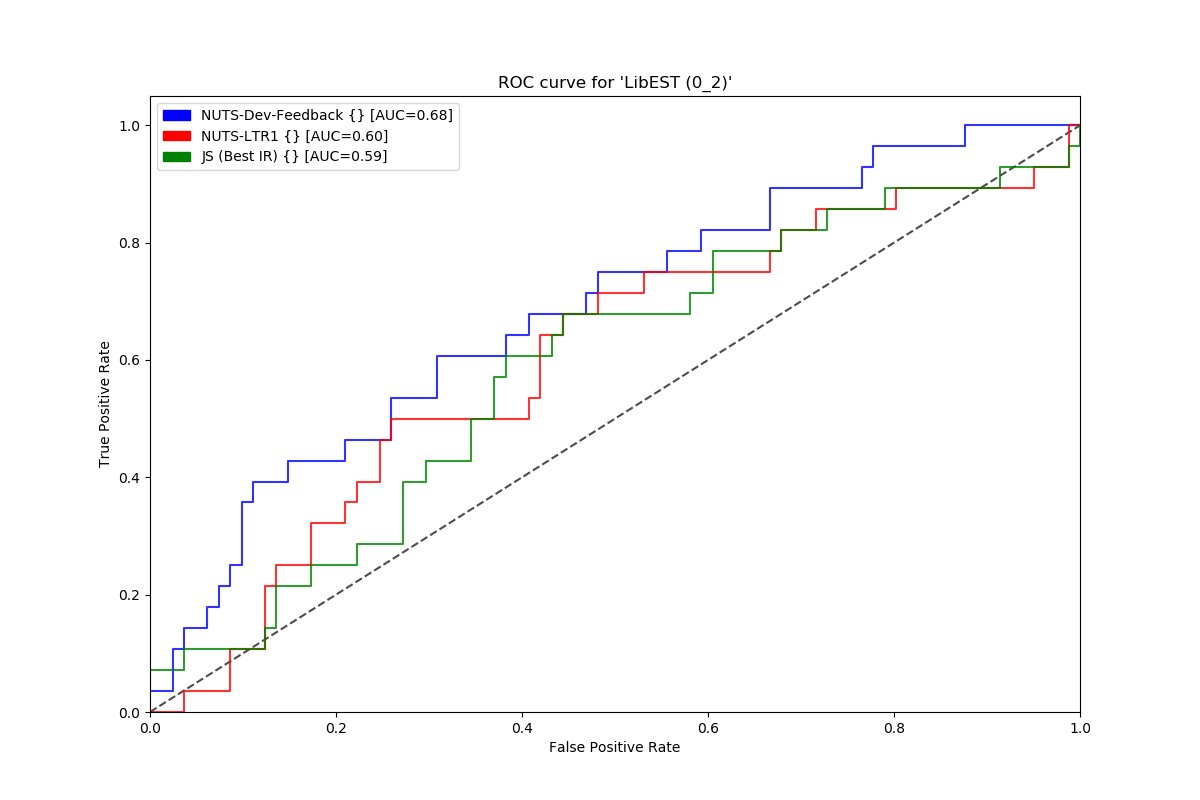 ROC curve for 'LibEST (0_2)'
NUTS-Dev-Feedback {} [AUC=0.68]
NUTS-LTR1 {} [AUC=0.60]
JS (Best IR) {} [AUC=0.59]
True Positive Rate
1.0
0.8
0.6
0.4
0.2
0.0
0.0 0.2 0.4 0.6 0.8 1.0
False Positive Rate